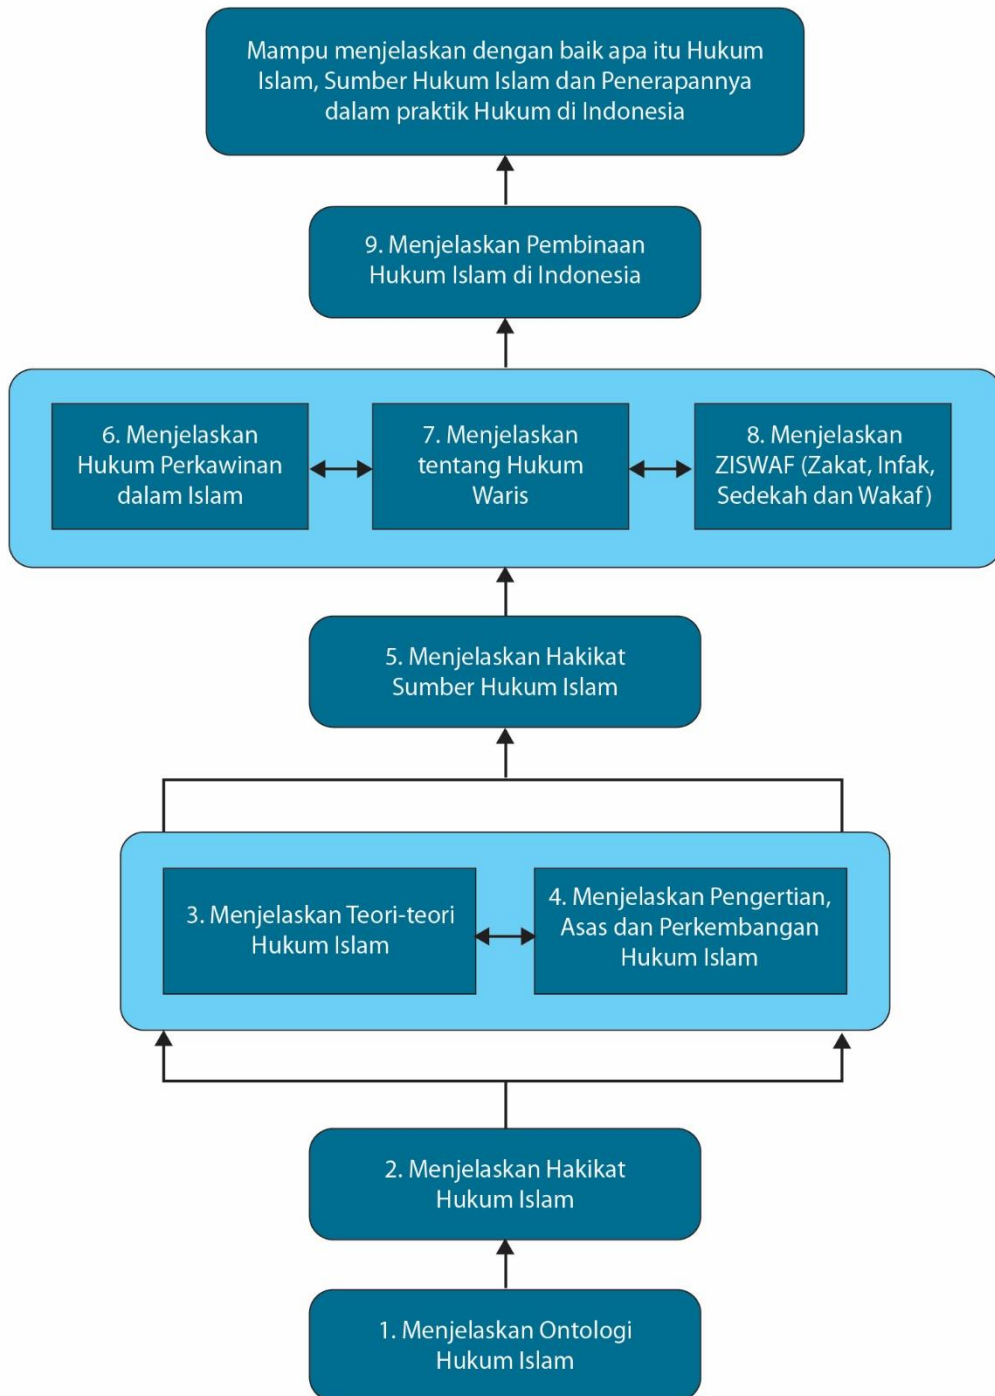 Mampu menjelaskan dengan baik apa itu Hukum
Islam, Sumber Hukum Islam dan Penerapannya
dalam praktik Hukum di Indonesia
9. Menjelaskan Pembinaan
Hukum Islam di Indonesia
6. Menjelaskan
Hukum Perkawinan
dalam Islam
7. Menjelaskan
tentang Hukum
Waris
8. Menjelaskan
ZISWAF (Zakat, Infak,
Sedekah dan Wakaf)
5. Menjelaskan Hakikat
Sumber Hukum Islam
3. Menjelaskan Teori-teori
Hukum Islam
4. Menjelaskan Pengertian,
Asas dan Perkembangan
Hukum Islam
2. Menjelaskan Hakikat
Hukum Islam
1. Menjelaskan Ontologi
Hukum Islam